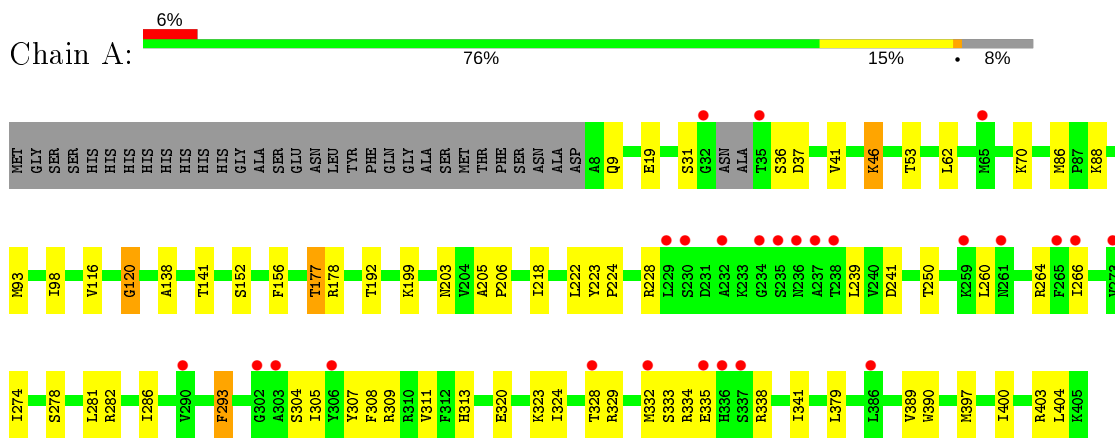 6%
Chain A:
76% 15% • 8%
MET GLY SER SER HIS HIS HIS HIS HIS HIS HIS HIS GLY ALA SER GLU ASN LEU TYR PHE GLN GLY ALA SER MET THR PHE SER ASN ALA ASP A8 Q9 E19 S31 G32 ASN ALA T35 S36 D37 V41 K46 T53 L62 M65 K70 M86 P87 K88
M93 I98 V116 G120 A138 T141 S152 F156 T177 R178 T192 K199 N203 V204 A205 P206 I218 L222 Y223 P224 R228 L229 S230 D231 A232 K233 G234 S235 N236 A237 T238 L239 V240 D241 T250 K259 L260 N261 R264 F265 I266
I274 S278 L281 R282 I286 V290 F293 G302 A303 S304 I305 Y306 Y307 F308 R309 R310 V311 F312 H313 E320 K323 I324 T328 R329 M332 S333 R334 E335 H336 S337 R338 I341 L379 L386 V389 W390 M397 I400 R403 L404 K405